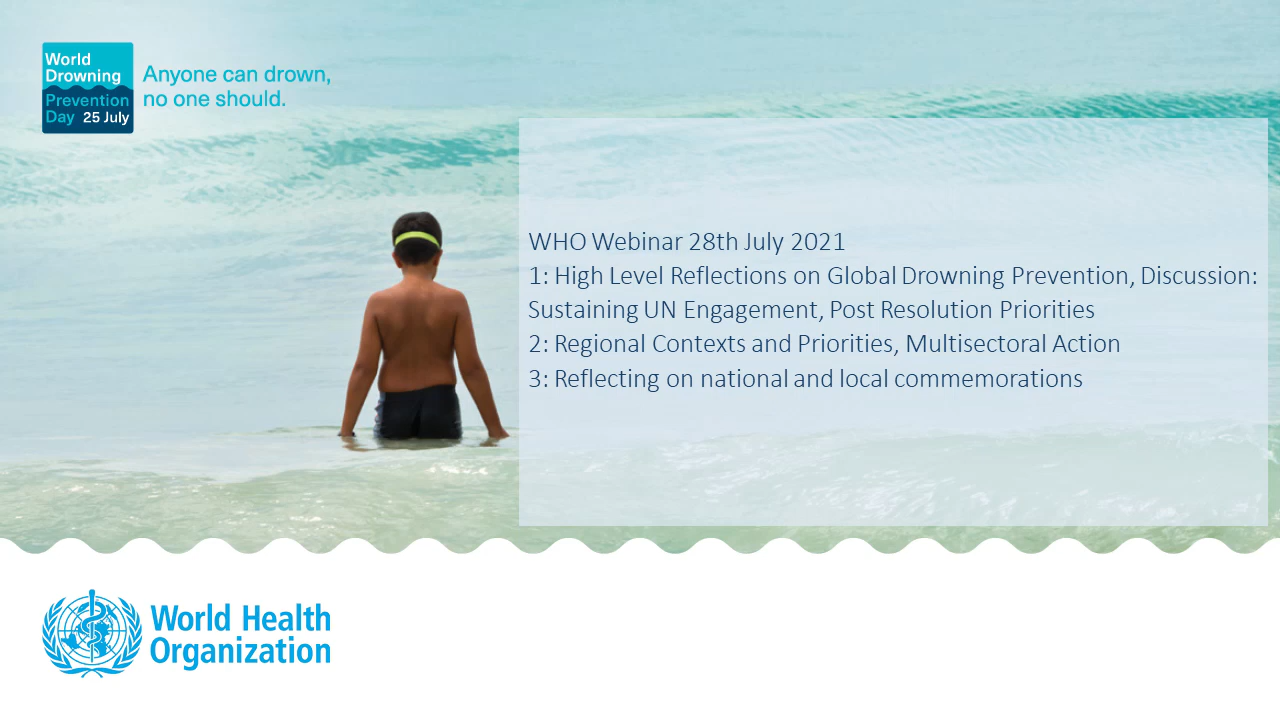 World
Drowning
Prevention
Day 25 July
Anyone can drown,
no one should.
WHO Webinar 28th July 2021
1: High Level Reflections on Global Drowning Prevention, Discussion:
Sustaining UN Engagement, Post Resolution Priorities
2: Regional Contexts and Priorities, Multisectoral Action
3: Reflecting on national and local commemorations
World Health
Organization